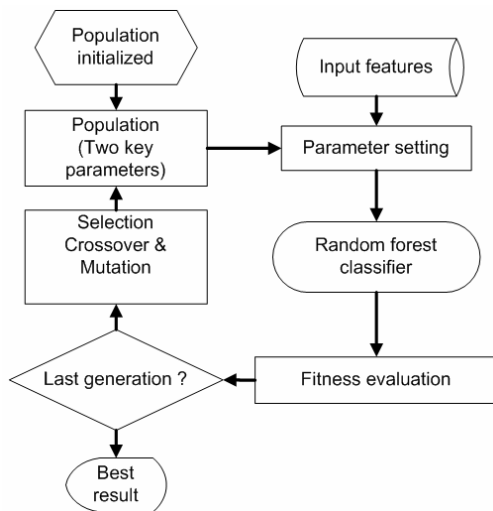 Population
initialized
Input features
Population
(Two key
parameters)
Parameter setting
Selection
Crossover &
Mutation
Random forest
classifier
Last generation ?
Fitness evaluation
Best
result